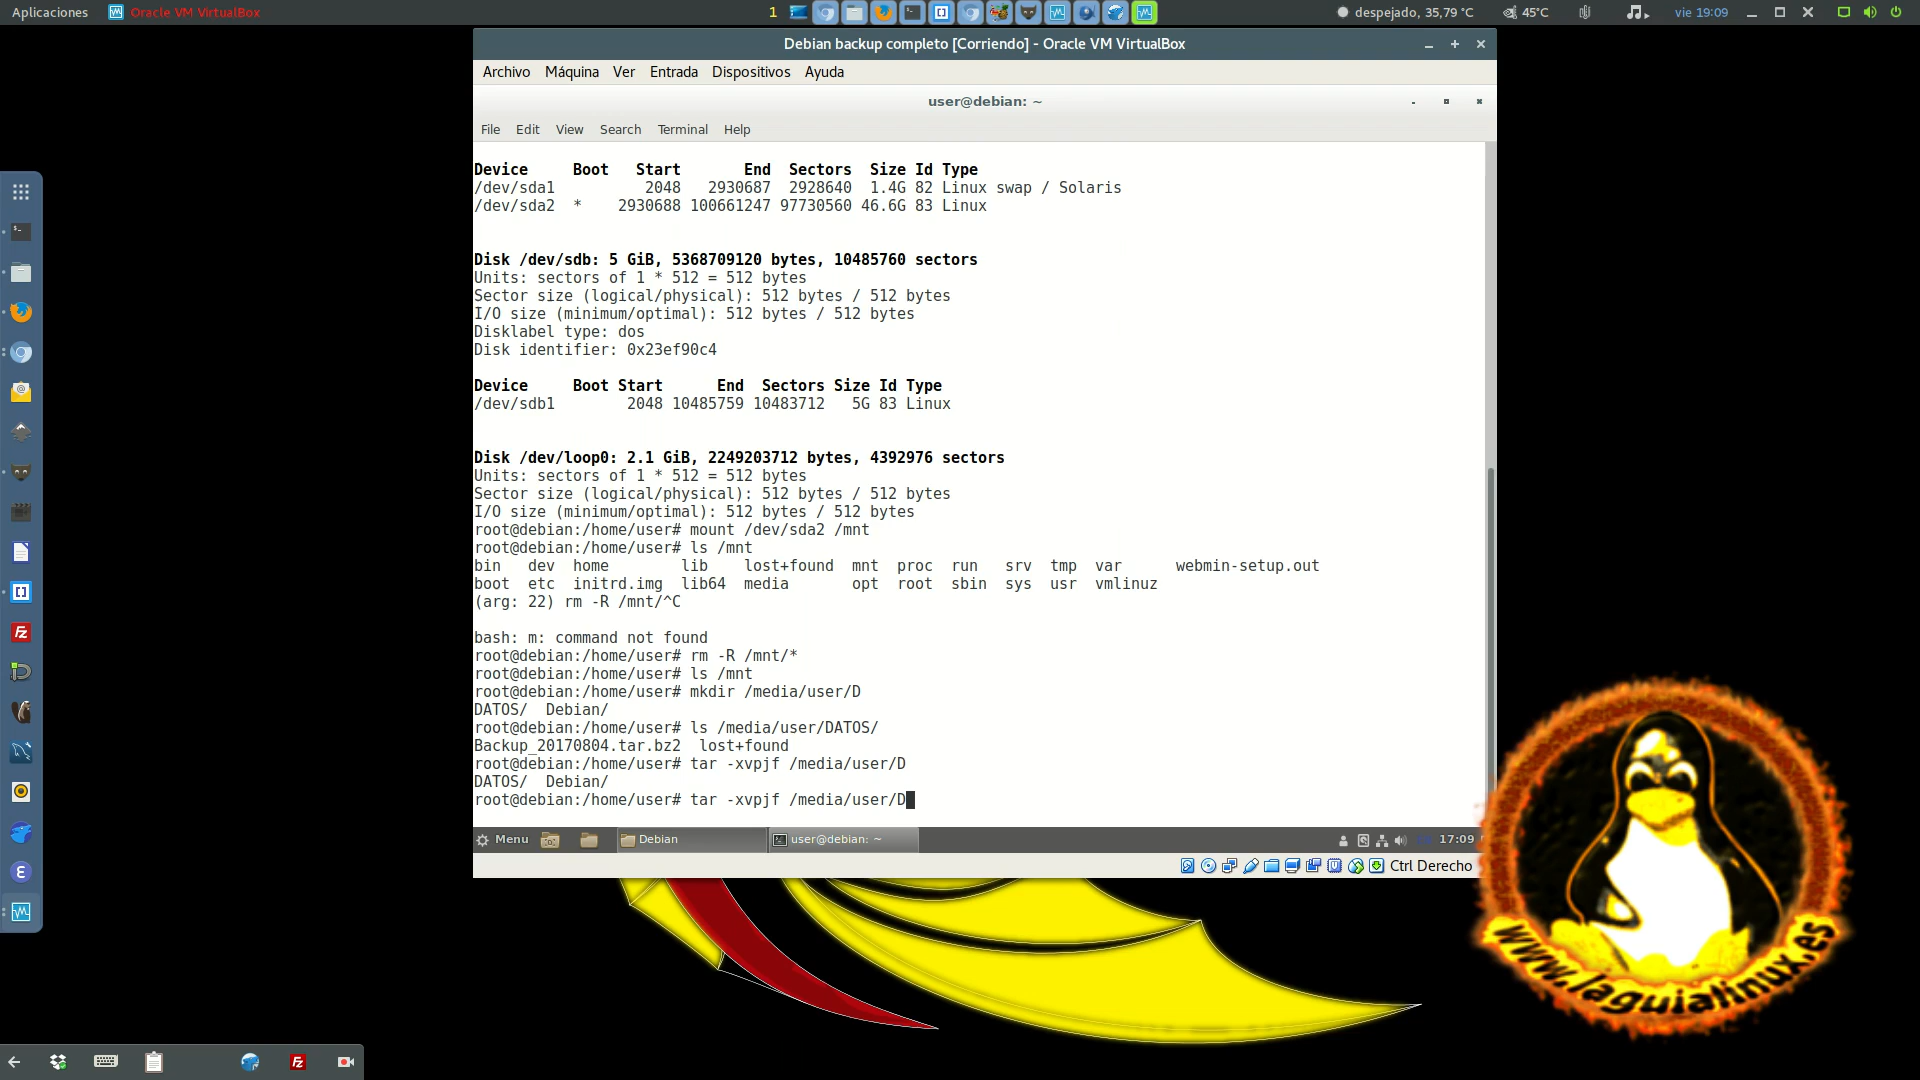 Aplicaciones Oracle VM VirtualBox 1 despejado, 35,79 °C 45°C vie 19:09
Debian backup completo [Corriendo] - Oracle VM VirtualBox
Archivo Máquina Ver Entrada Dispositivos Ayuda
user@debian: ~
File Edit View Search Terminal Help
Device Boot Start End Sectors Size Id Type
/dev/sda1 2048 2930687 2928640 1.4G 82 Linux swap / Solaris
/dev/sda2 * 2930688 100661247 97730560 46.6G 83 Linux
Disk /dev/sdb: 5 GiB, 5368709120 bytes, 10485760 sectors
Units: sectors of 1 * 512 = 512 bytes
Sector size (logical/physical): 512 bytes / 512 bytes
I/O size (minimum/optimal): 512 bytes / 512 bytes
Disklabel type: dos
Disk identifier: 0x23ef90c4
Device Boot Start End Sectors Size Id Type
/dev/sdb1 2048 10485759 10483712 5G 83 Linux
Disk /dev/loop0: 2.1 GiB, 2249203712 bytes, 4392976 sectors
Units: sectors of 1 * 512 = 512 bytes
Sector size (logical/physical): 512 bytes / 512 bytes
I/O size (minimum/optimal): 512 bytes / 512 bytes
root@debian:/home/user# mount /dev/sda2 /mnt
root@debian:/home/user# ls /mnt
bin dev home lib lost+found mnt proc run srv tmp var webmin-setup.out
boot etc initrd.img lib64 media opt root sbin sys usr vmlinuz
(arg: 22) rm -R /mnt/^C
bash: m: command not found
root@debian:/home/user# rm -R /mnt/*
root@debian:/home/user# ls /mnt
root@debian:/home/user# mkdir /media/user/D
DATOS/ Debian/
root@debian:/home/user# ls /media/user/DATOS/
Backup_20170804.tar.bz2 lost+found
root@debian:/home/user# tar -xvpjf /media/user/D
DATOS/ Debian/
root@debian:/home/user# tar -xvpjf /media/user/D
Menu Debian user@debian: ~ 17:09
Ctrl Derecho
www.laguialinux.es